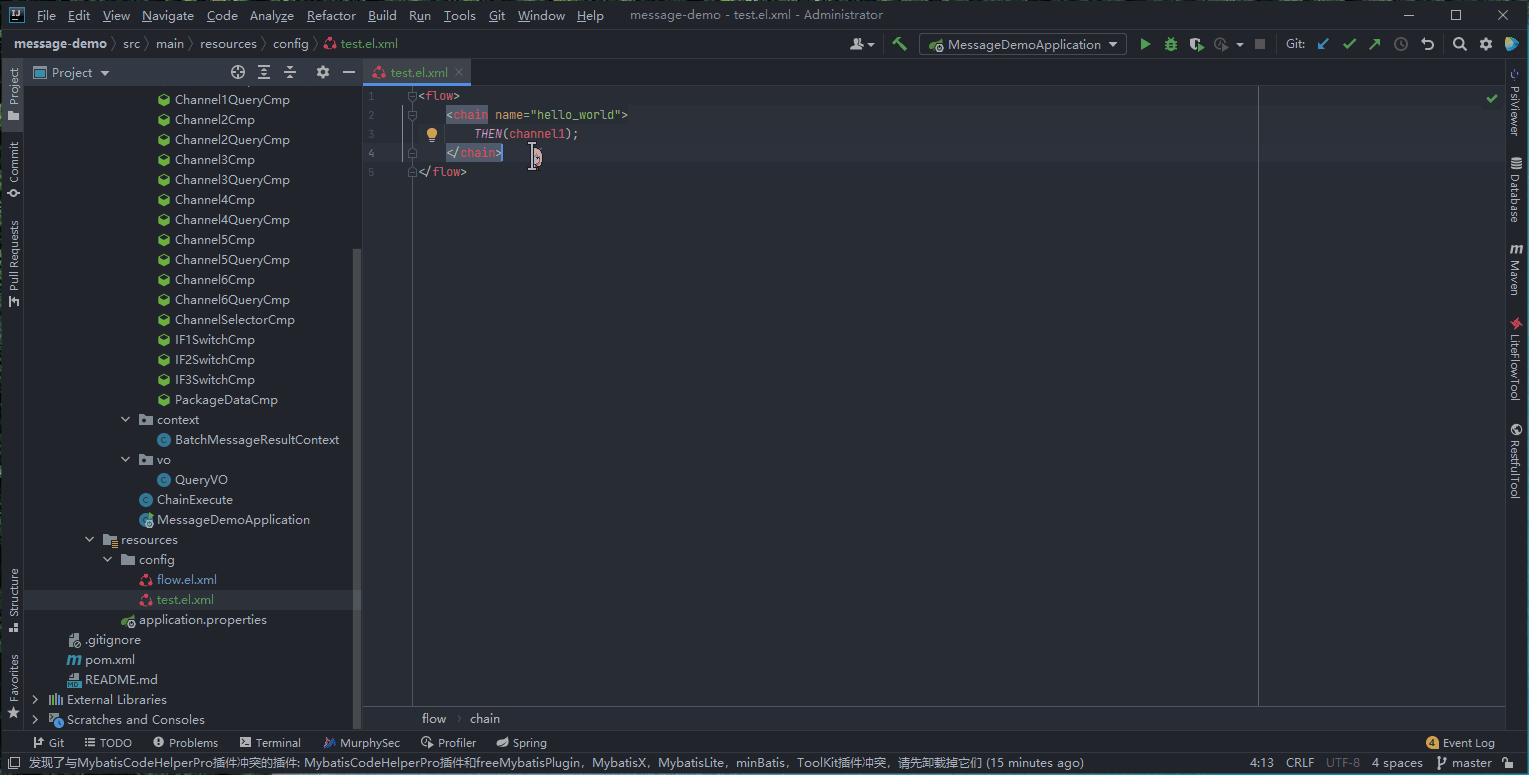 File Edit View Navigate Code Analyze Refactor Build Run Tools Git Window Help message-demo - test.el.xml - Administrator
message-demo src main resources config test.el.xml MessageDemoApplication Git:
Project
test.el.xml
Project
Commit
Pull Requests
Structure
Favorites
Channel1QueryCmp
Channel2Cmp
Channel2QueryCmp
Channel3Cmp
Channel3QueryCmp
Channel4Cmp
Channel4QueryCmp
Channel5Cmp
Channel5QueryCmp
Channel6Cmp
Channel6QueryCmp
ChannelSelectorCmp
IF1SwitchCmp
IF2SwitchCmp
IF3SwitchCmp
PackageDataCmp
context
BatchMessageResultContext
vo
QueryVO
ChainExecute
MessageDemoApplication
resources
config
flow.el.xml
test.el.xml
application.properties
.gitignore
pom.xml
README.md
External Libraries
Scratches and Consoles
1 <flow>
2 <chain name="hello_world">
3 THEN(channel1);
4 </chain>
5 </flow>
PsiViewer
Database
Maven
LiteFlowTool
RestfulTool
flow chain
Git TODO Problems Terminal MurphySec Profiler Spring 4 Event Log
发现了与MybatisCodeHelperPro插件冲突的插件: MybatisCodeHelperPro插件和freeMybatisPlugin，MybatisX，MybatisLite，minBatis，ToolKit插件冲突，请先卸载掉它们 (15 minutes ago) 4:13 CRLF UTF-8 4 spaces master